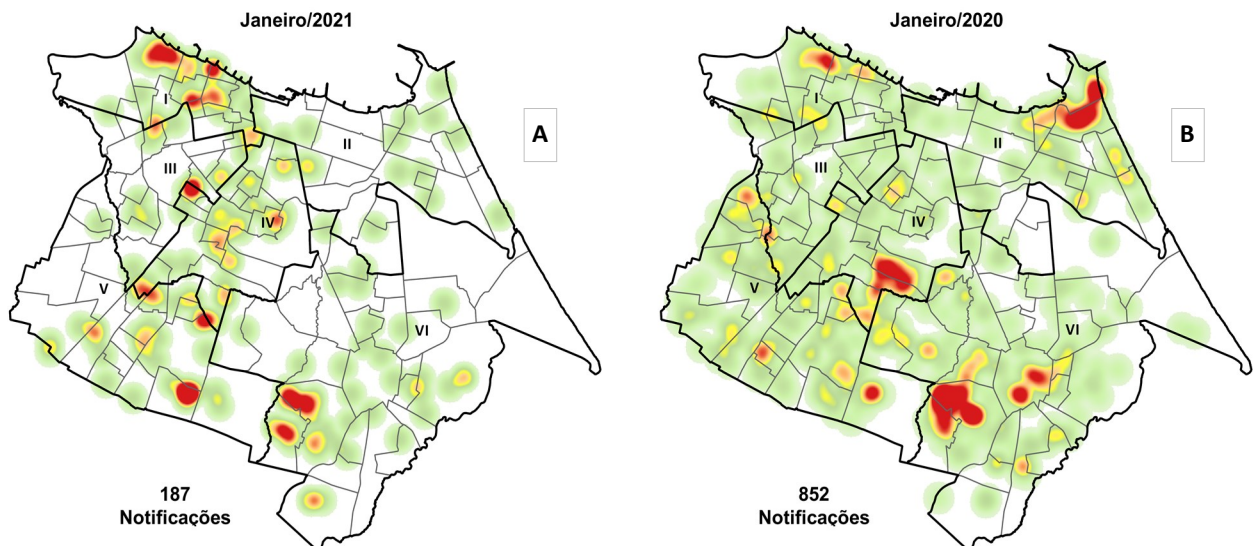 Janeiro/2021
A
I
II
III
IV
V
VI
187
Notificações
Janeiro/2020
B
I
II
III
IV
V
VI
852
Notificações